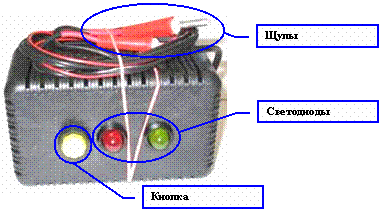 Щупы
Светодиоды
Кнопка